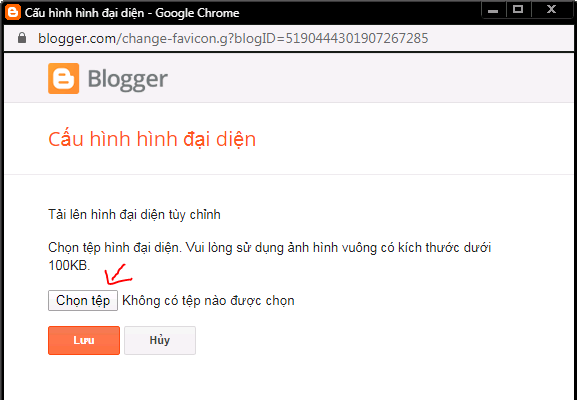 Cấu hình hình đại diện - Google Chrome
blogger.com/change-favicon.g?blogID=5190444301907267285
Blogger
Cấu hình hình đại diện
Tải lên hình đại diện tùy chỉnh
Chọn tệp hình đại diện. Vui lòng sử dụng ảnh hình vuông có kích thước dưới
100KB.
Chọn tệp Không có tệp nào được chọn
Lưu Hủy